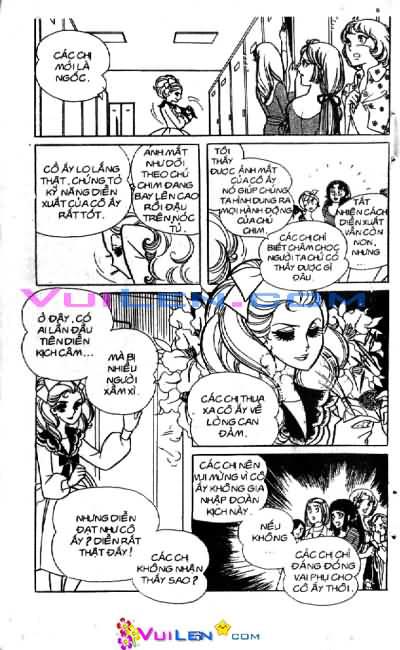 CÁC CHỊ
MỚI LÀ
NGỐC.
CÔ ẤY LO LẮNG
THẬT, CHỨNG TỎ
KỸ NĂNG DIỄN
XUẤT CỦA CÔ ẤY
RẤT TỐT.
ÁNH MẮT
NHƯ DÕI
THEO CHÚ
CHIM ĐANG
BAY LÊN CAO
RỒI ĐẬU
TRÊN NÓC
TỦ.
TÔI
THẤY
ĐƯỢC ÁNH MẮT
CỦA CÔ ẤY
NÓ GIÚP CHÚNG
TA HÌNH DUNG RA
MỌI HÀNH ĐỘNG
CỦA CHÚ
CHIM.
TẤT
NHIÊN CÁCH
DIỄN XUẤT
VẪN CÒN
NON, NHƯNG
CÁC CHỊ CHỈ
BIẾT CHÂM CHỌC
NGƯỜI TA CHỨ CÓ
THẤY ĐƯỢC GÌ
ĐÂU.
VUILEN.COM
Ở ĐÂY, CÓ
AI LẦN ĐẦU
TIÊN DIỄN
KỊCH CÂM...
MÀ BỊ
NHIỀU
NGƯỜI
XẦM XÌ.
CÁC CHỊ THUA
XA CÔ ẤY VỀ
LÒNG CAN
ĐẢM.
NHƯNG DIỄN
ĐẠT NHƯ CÔ
ẤY? DIỄN RẤT
THẬT ĐẤY!
CÁC CHỊ
KHÔNG NHẬN
THẤY SAO?
CÁC CHỊ NÊN
VUI MỪNG VÌ CÔ
ẤY KHÔNG GIA
NHẬP ĐOÀN
KỊCH NÀY.
NẾU
KHÔNG
CÁC CHỊ CHỈ
ĐÁNG ĐÓNG
VAI PHỤ CHO
CÔ ẤY THÔI.
VUILEN.COM